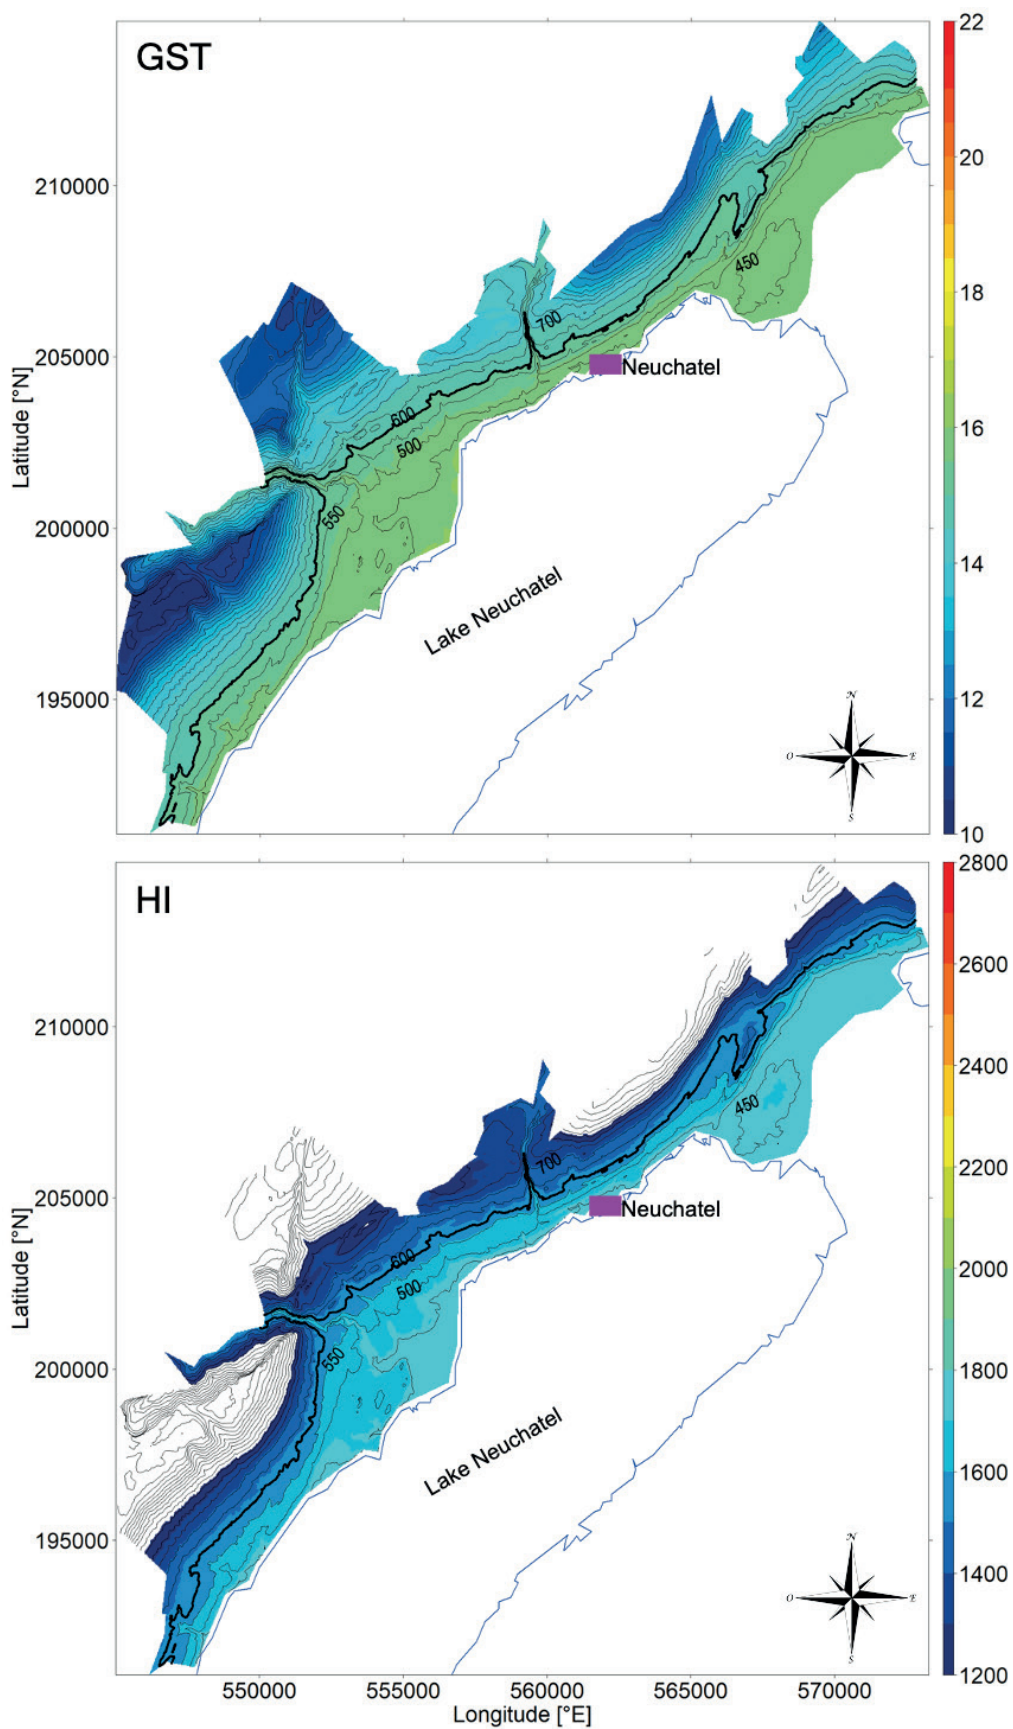 GST
22
20
18
16
14
12
10
210000
205000
200000
195000
Latitude [°N]
450
700
600
500
550
Neuchatel
Lake Neuchatel
N
O
E
S
HI
2800
2600
2400
2200
2000
1800
1600
1400
1200
210000
205000
200000
195000
Latitude [°N]
450
700
600
500
550
Neuchatel
Lake Neuchatel
N
O
E
S
550000 555000 560000 565000 570000
Longitude [°E]